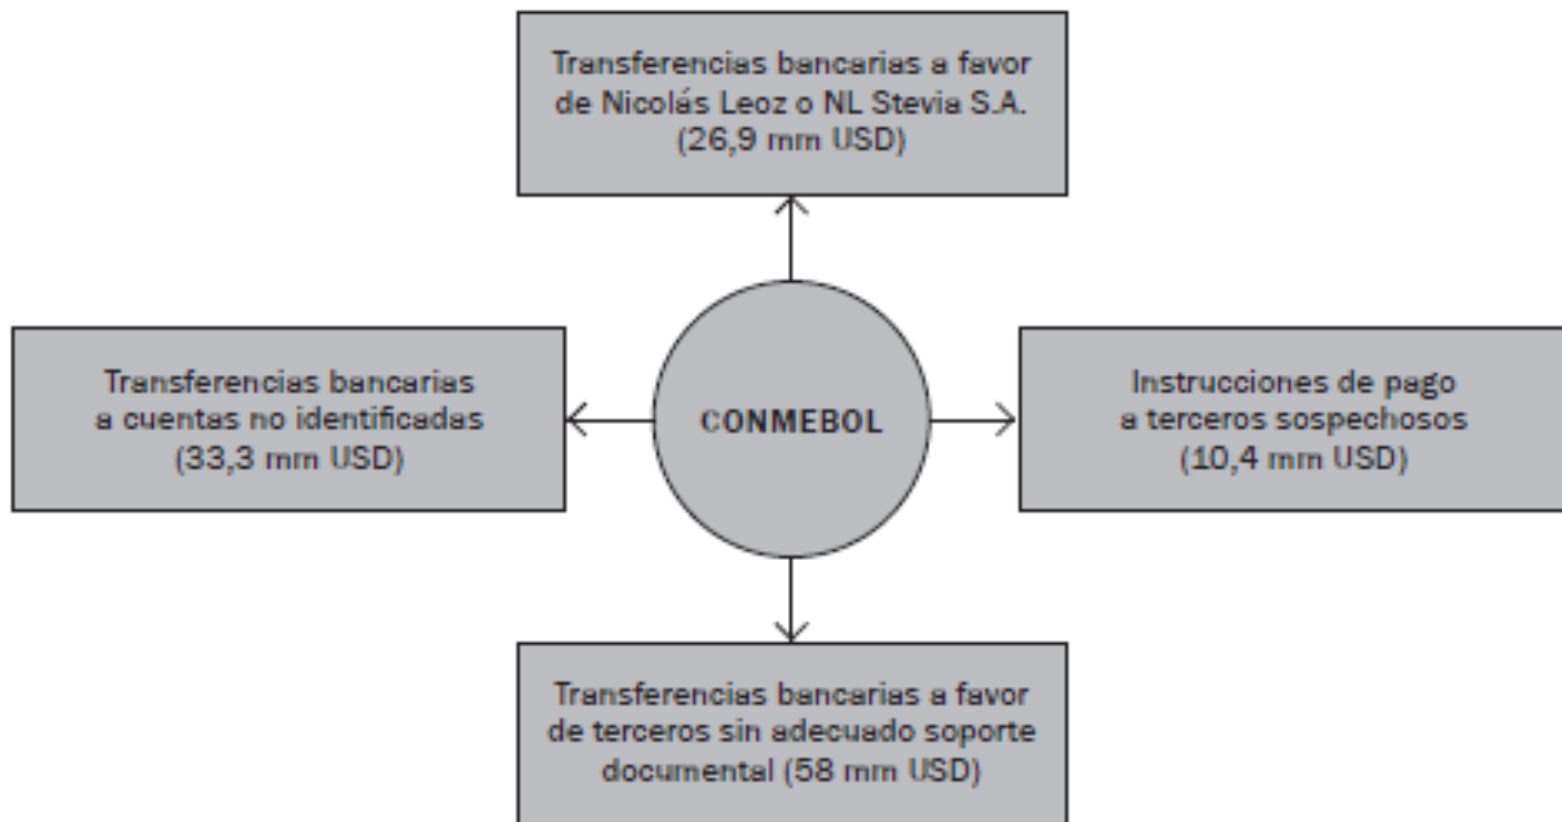 Transferencias bancarias a favor
de Nicolás Leoz o NL Stevia S.A.
(26,9 mm USD)
Transferencias bancarias
a cuentas no identificadas
(33,3 mm USD)
CONMEBOL
Instrucciones de pago
a terceros sospechosos
(10,4 mm USD)
Transferencias bancarias a favor
de terceros sin adecuado soporte
documental (58 mm USD)